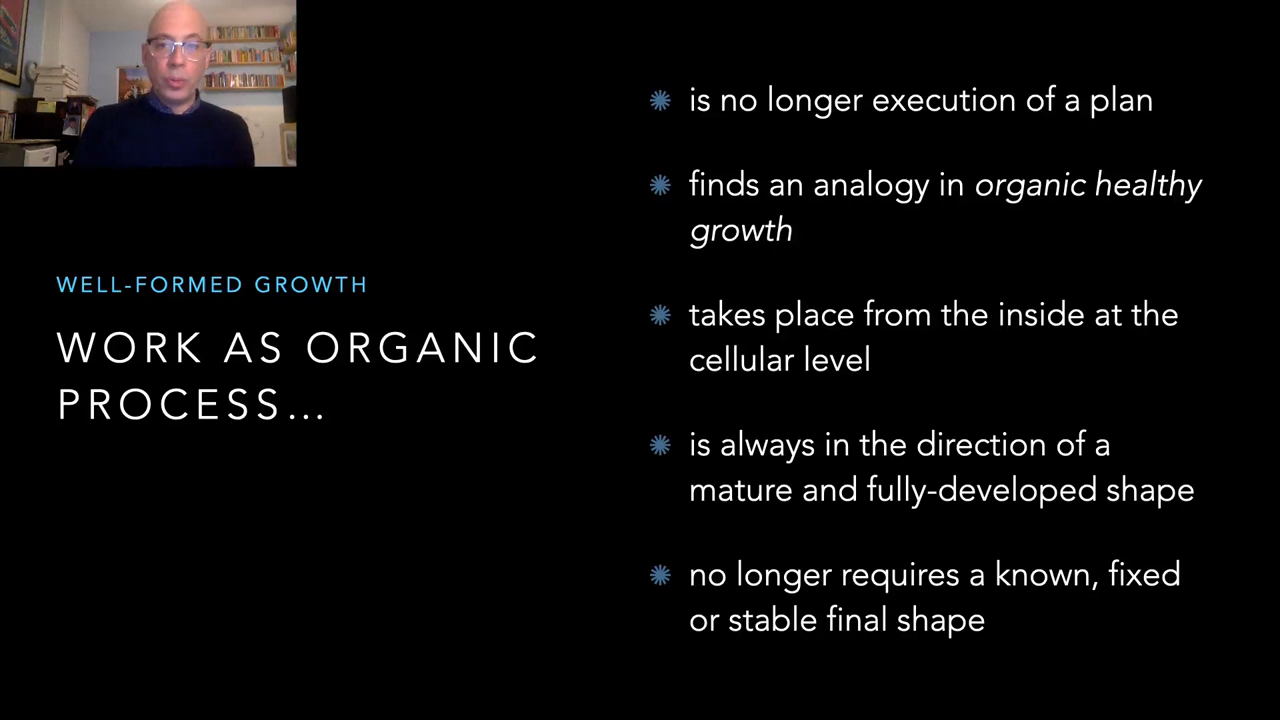 WELL-FORMED GROWTH
WORK AS ORGANIC
PROCESS…
is no longer execution of a plan
finds an analogy in organic healthy
growth
takes place from the inside at the
cellular level
is always in the direction of a
mature and fully-developed shape
no longer requires a known, fixed
or stable final shape